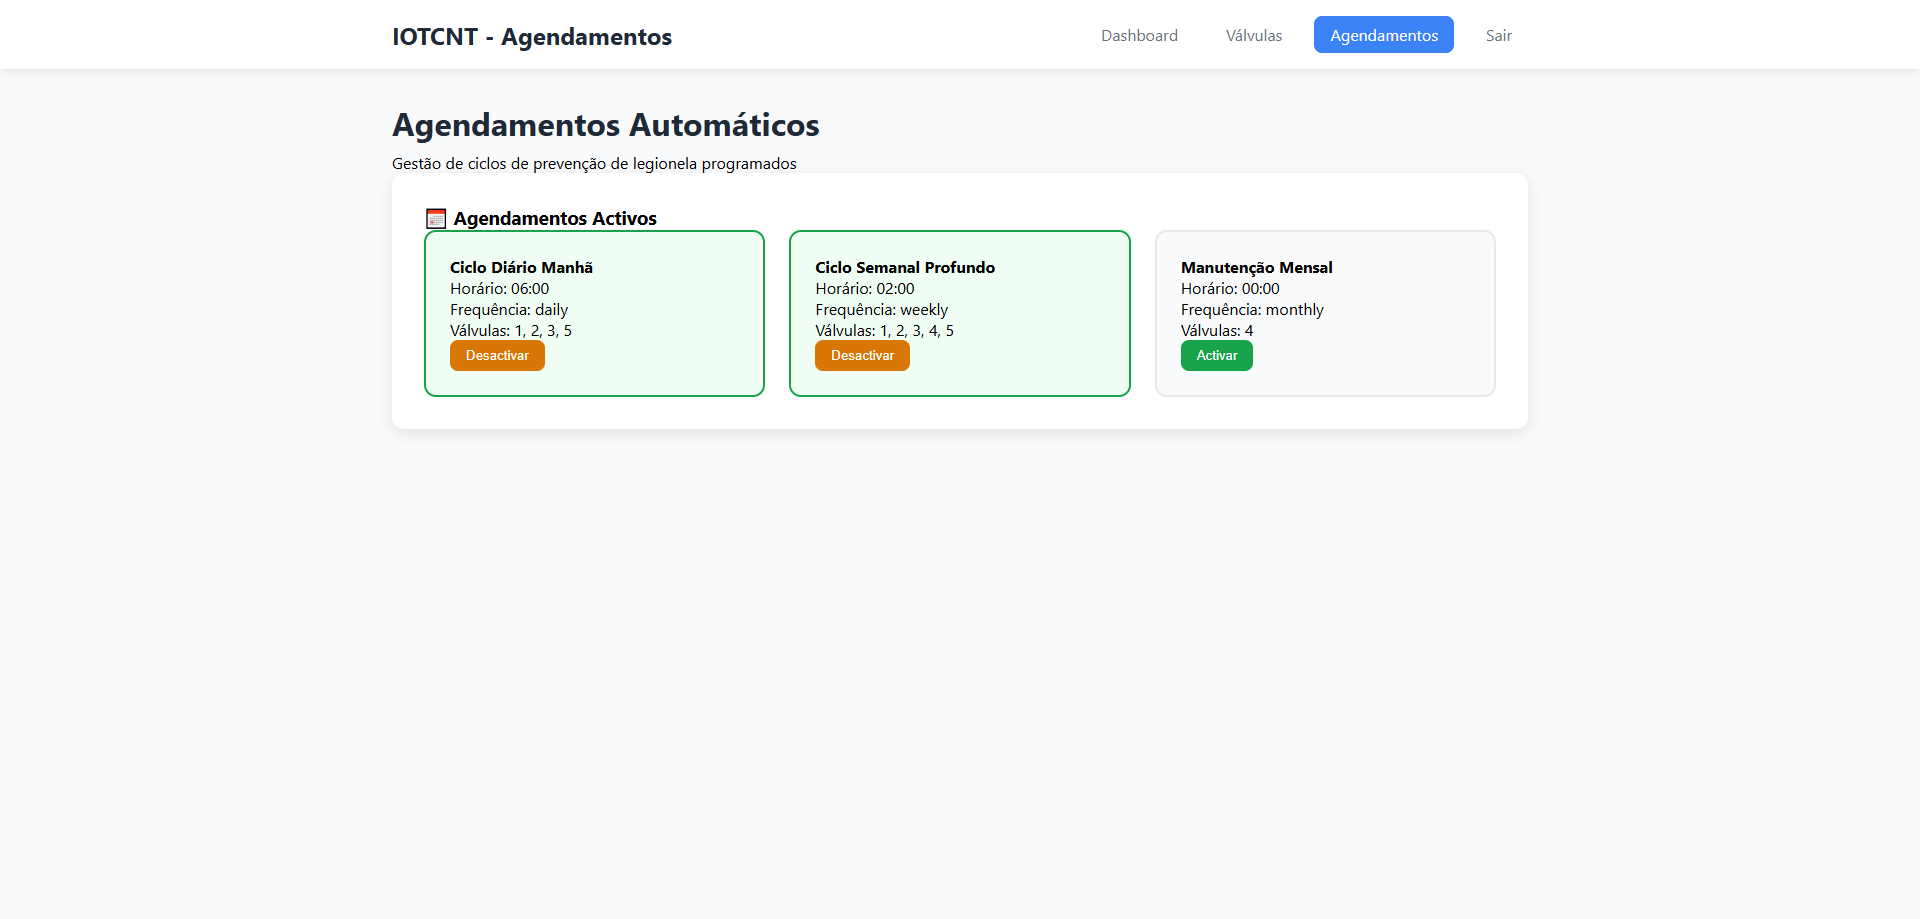 IOTCNT - Agendamentos
Dashboard
Válvulas
Agendamentos
Sair
Agendamentos Automáticos
Gestão de ciclos de prevenção de legionela programados
Agendamentos Activos
Ciclo Diário Manhã
Horário: 06:00
Frequência: daily
Válvulas: 1, 2, 3, 5
Desactivar
Ciclo Semanal Profundo
Horário: 02:00
Frequência: weekly
Válvulas: 1, 2, 3, 4, 5
Desactivar
Manutenção Mensal
Horário: 00:00
Frequência: monthly
Válvulas: 4
Activar